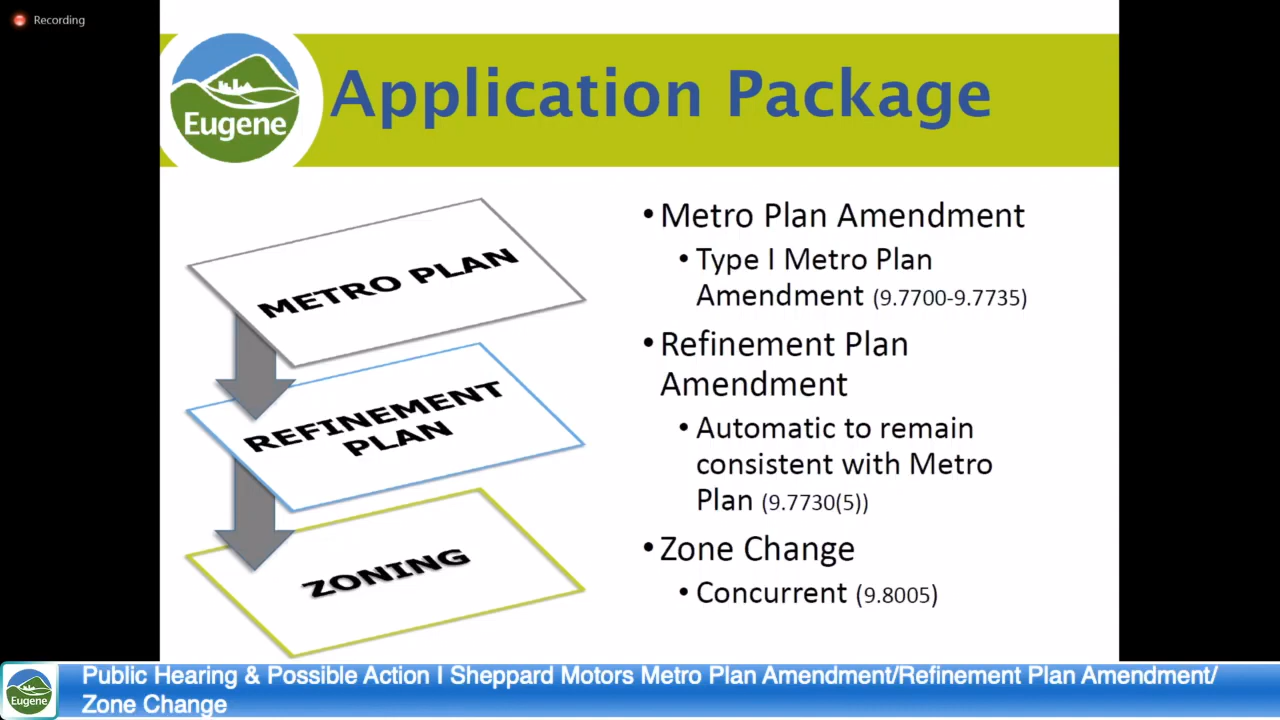 Recording
Eugene
Application Package
METRO PLAN
REFINEMENT
PLAN
ZONING
•Metro Plan Amendment
•Type I Metro Plan
Amendment (9.7700-9.7735)
•Refinement Plan
Amendment
•Automatic to remain
consistent with Metro
Plan (9.7730(5))
•Zone Change
•Concurrent (9.8005)
Eugene
Public Hearing & Possible Action I Sheppard Motors Metro Plan Amendment/Refinement Plan Amendment/
Zone Change